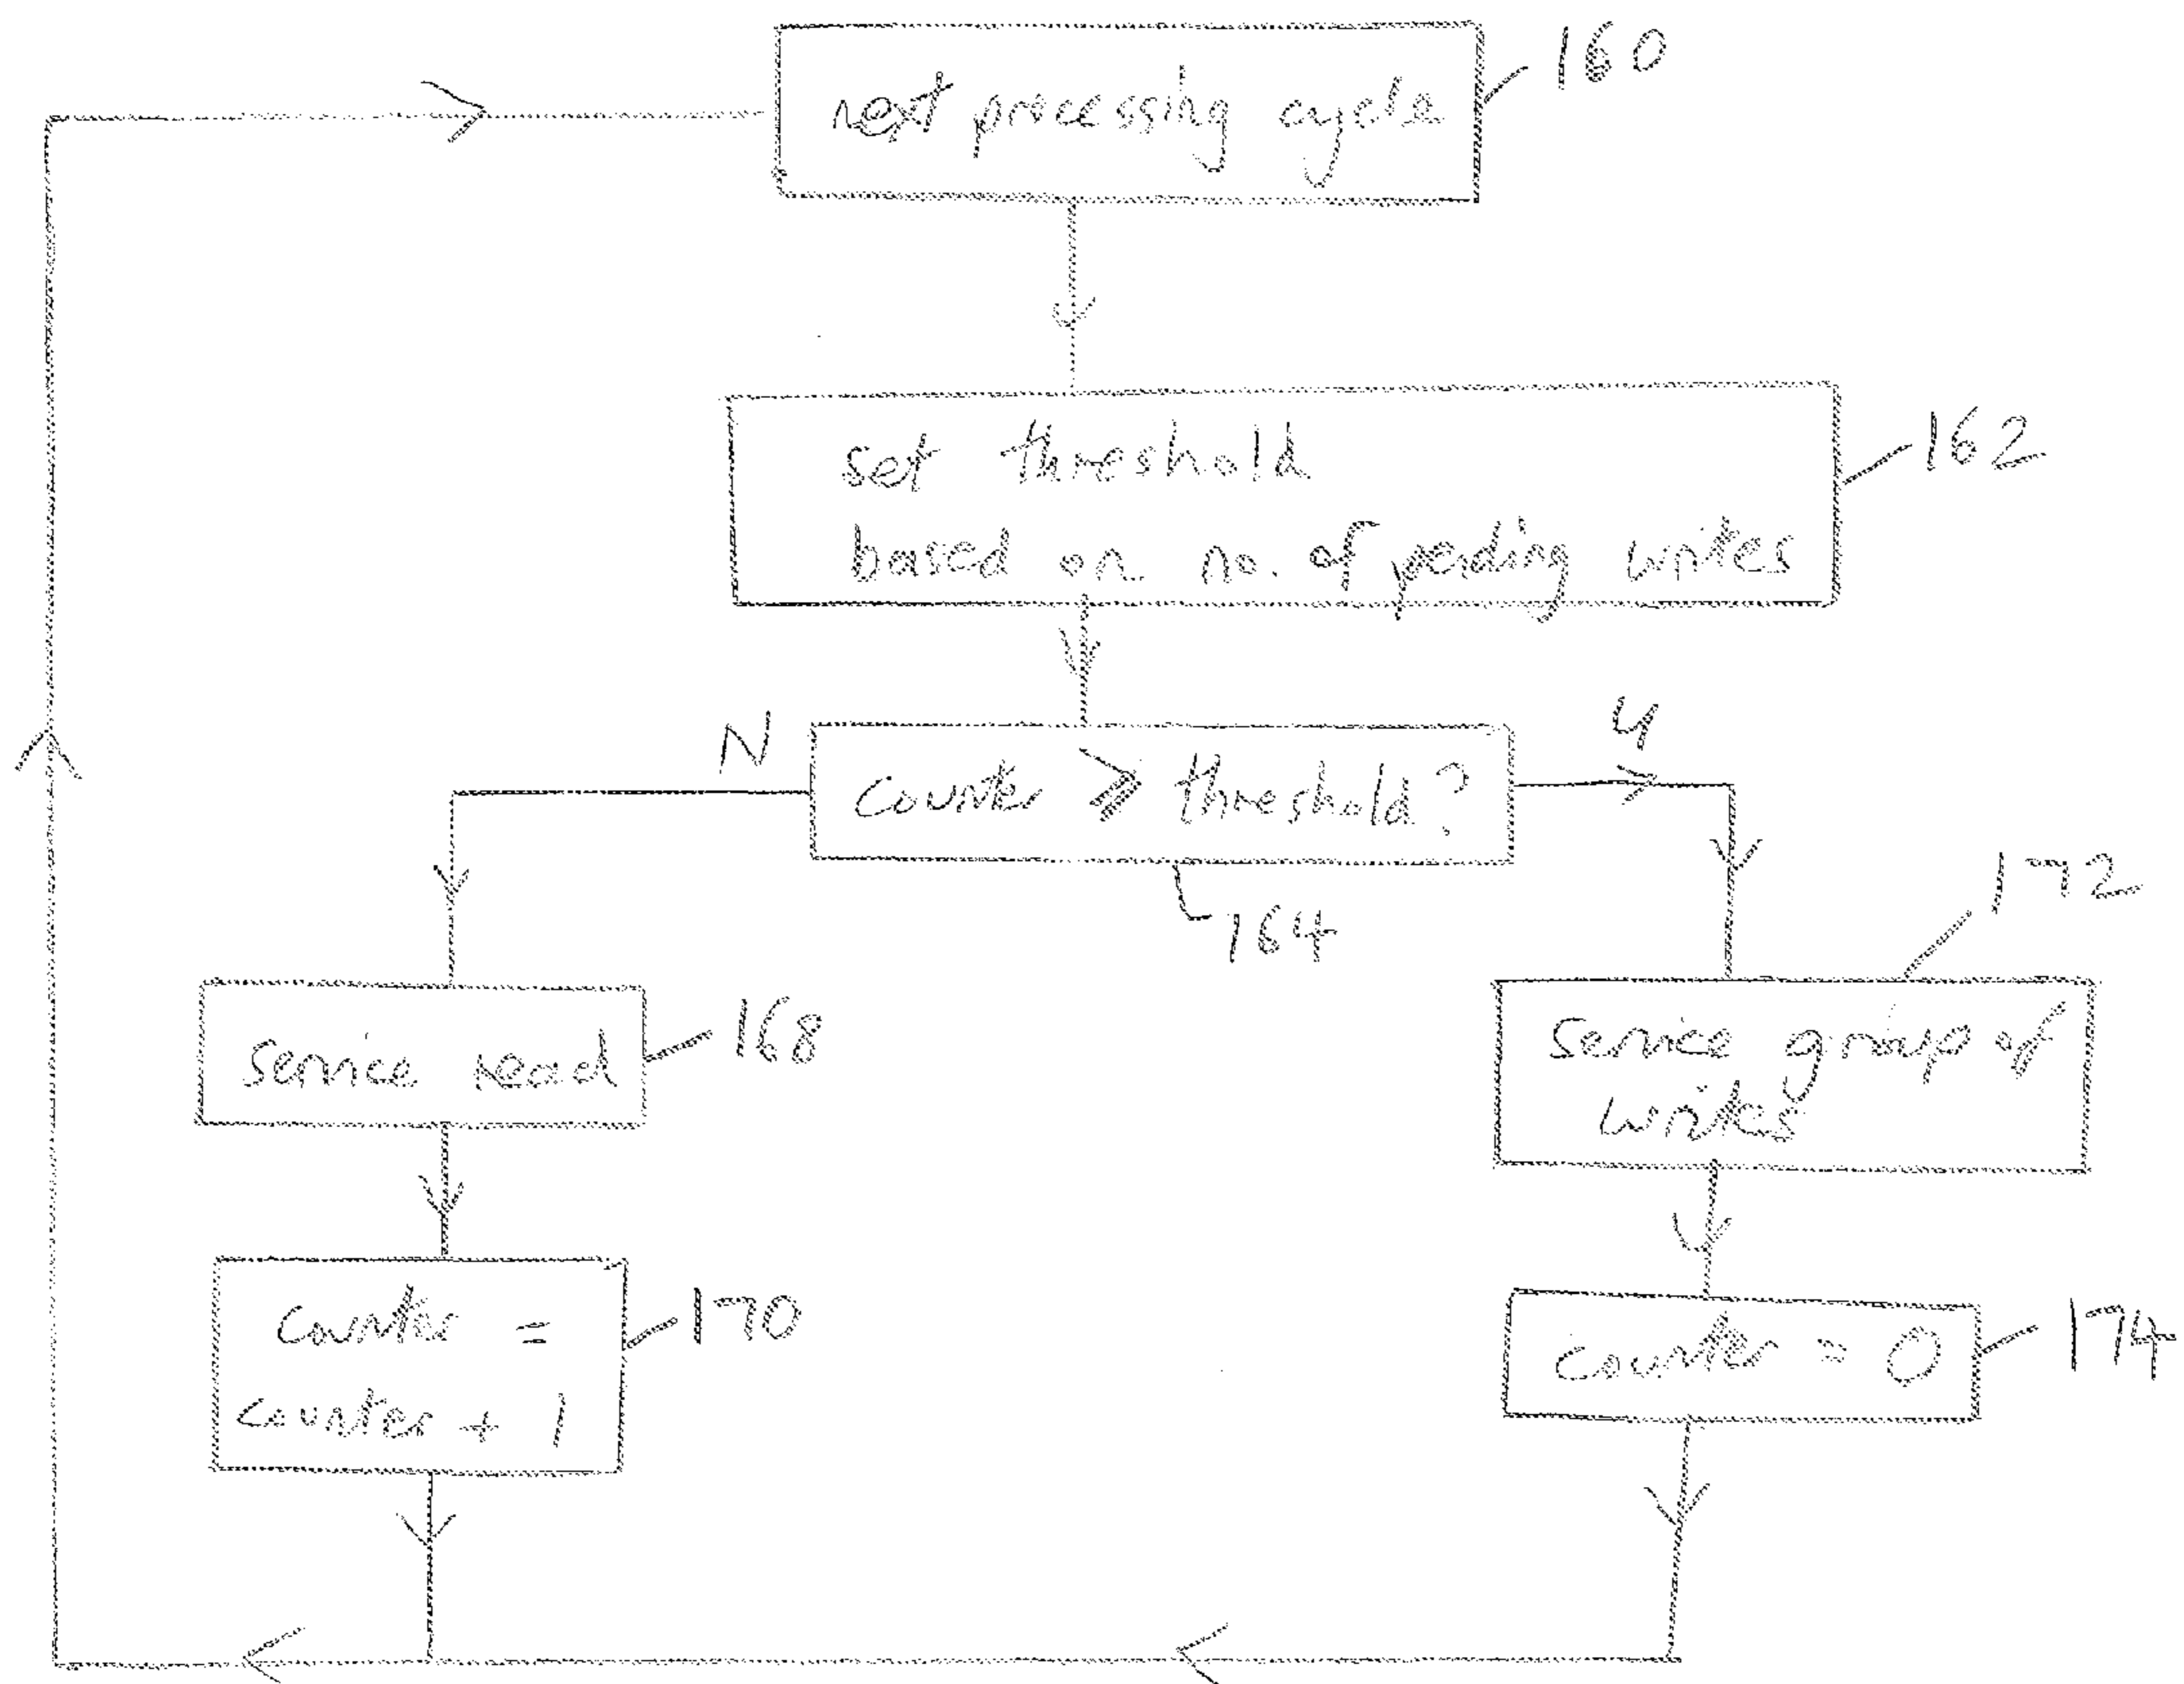 next processing cycle
160
set threshold
based on no. of pending writes
162
N
counter ⩾ threshold?
Y
164
172
service read
168
service group of
writes
counter =
counter + 1
170
counter = 0
174